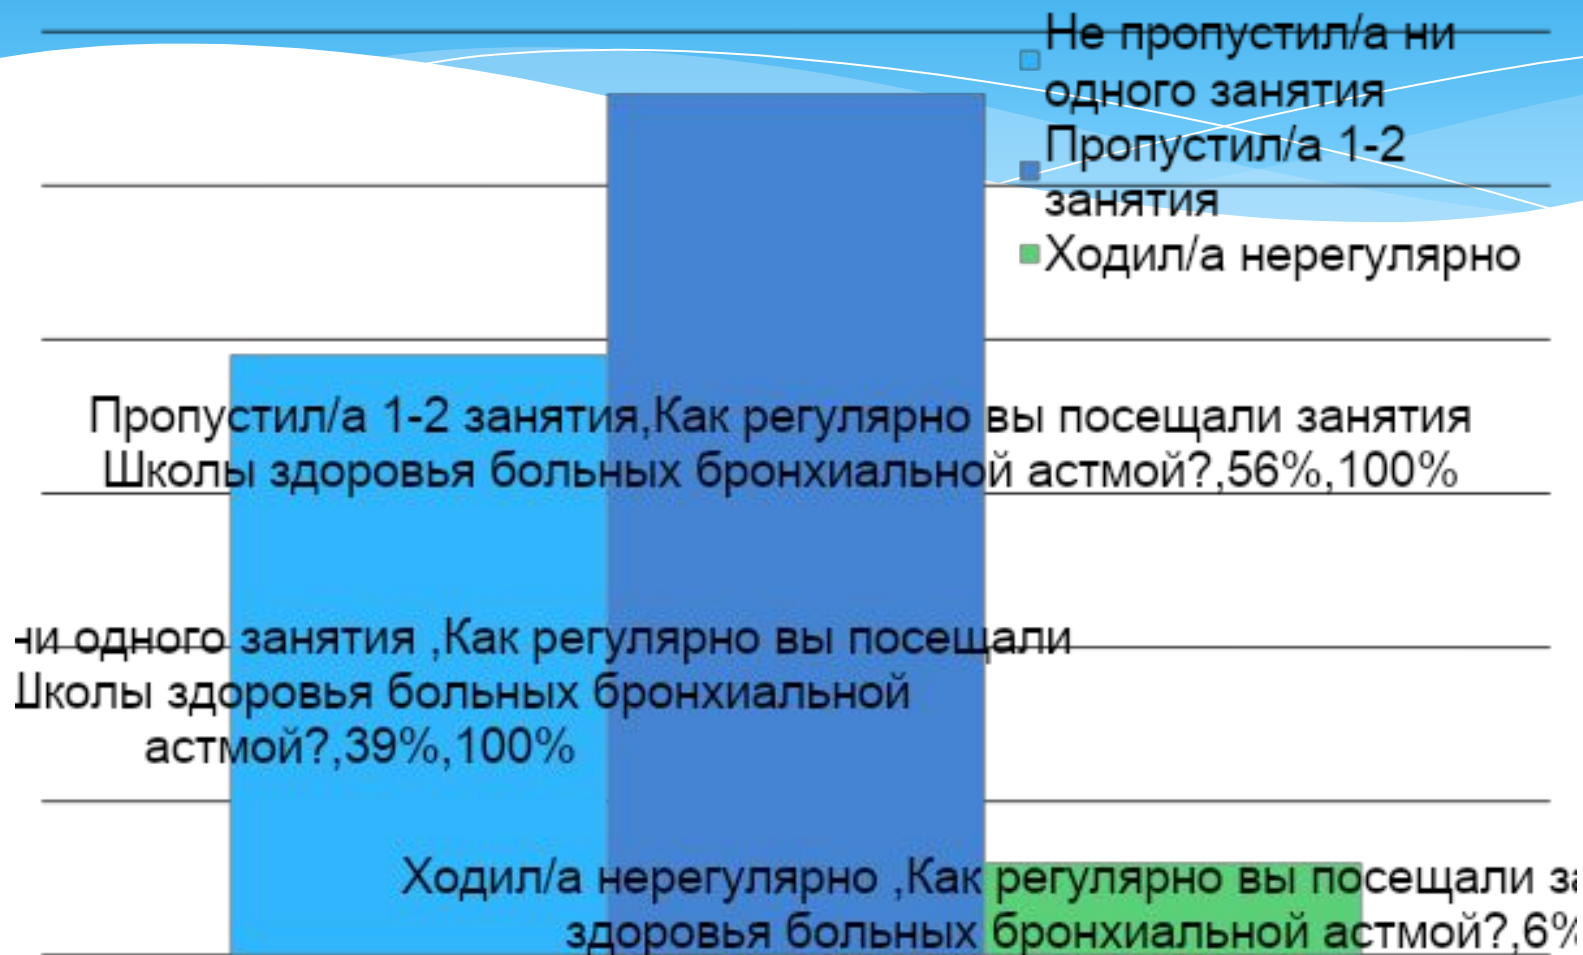 Не пропустил/а ни
одного занятия
Пропустил/а 1-2
занятия
Ходил/а нерегулярно
Пропустил/а 1-2 занятия,Как регулярно вы посещали занятия
Школы здоровья больных бронхиальной астмой?,56%,100%
ни одного занятия ,Как регулярно вы посещали
Школы здоровья больных бронхиальной
астмой?,39%,100%
Ходил/а нерегулярно ,Как регулярно вы посещали
здоровья больных бронхиальной астмой?,6%